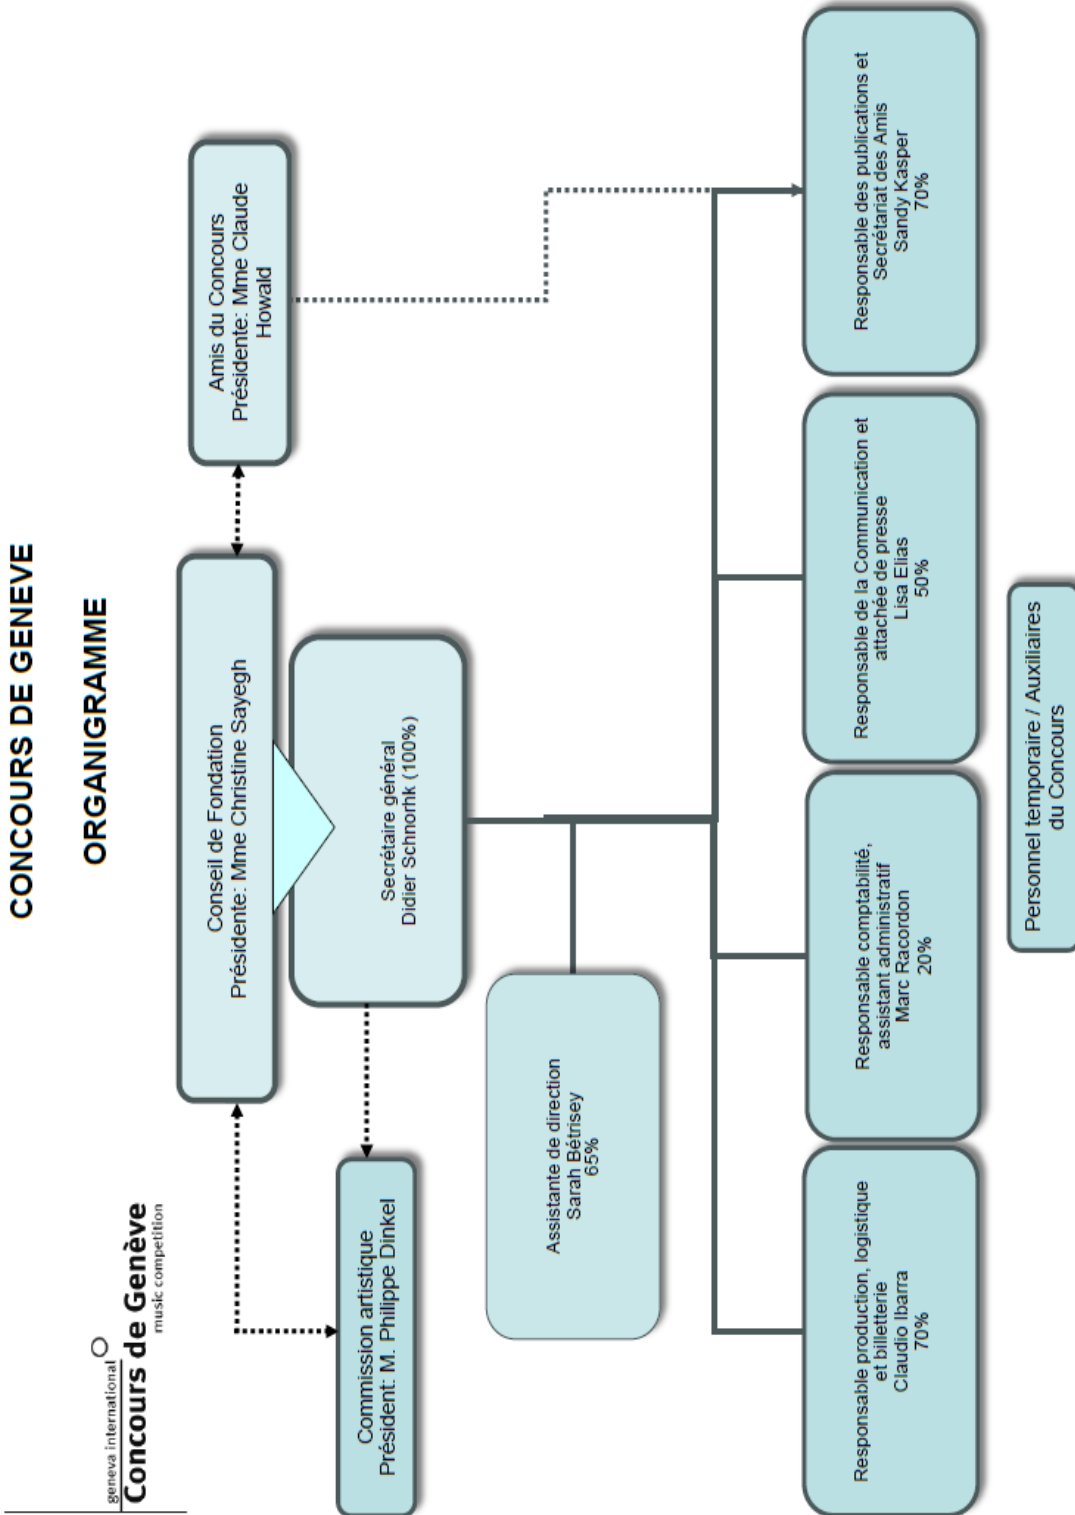 CONCOURS DE GENEVE
ORGANIGRAMME
geneva international
Concours de Genève
music competition
Conseil de Fondation
Présidente: Mme Christine Sayegh
Amis du Concours
Présidente: Mme Claude
Howald
Secrétaire général
Didier Schnorhk (100%)
Commission artistique
Président: M. Philippe Dinkel
Assistante de direction
Sarah Bétrisey
65%
Responsable production, logistique
et billetterie
Claudio Ibarra
70%
Responsable comptabilité,
assistant administratif
Marc Racordon
20%
Responsable de la Communication et
attachée de presse
Lisa Elias
50%
Responsable des publications et
Secrétariat des Amis
Sandy Kasper
70%
Personnel temporaire / Auxiliaires
du Concours